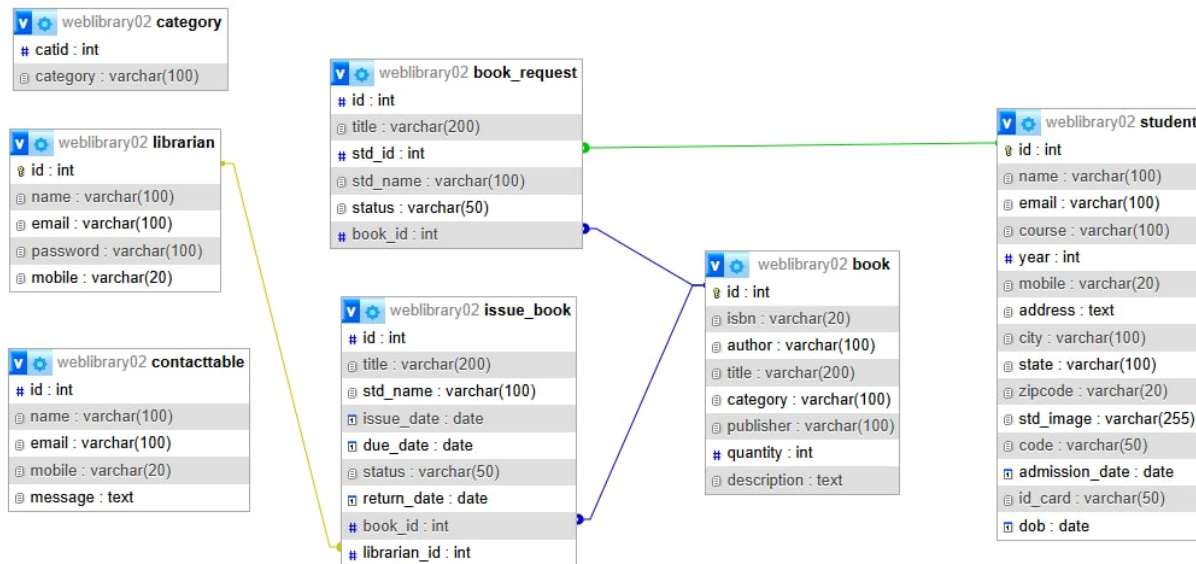 weblibrary02 category
# catid : int
category : varchar(100)
weblibrary02 librarian
id : int
name : varchar(100)
email : varchar(100)
password : varchar(100)
mobile : varchar(20)
weblibrary02 contacttable
# id : int
name : varchar(100)
email : varchar(100)
mobile : varchar(20)
message : text
weblibrary02 book_request
# id : int
title : varchar(200)
# std_id : int
std_name : varchar(100)
status : varchar(50)
# book_id : int
weblibrary02 issue_book
# id : int
title : varchar(200)
std_name : varchar(100)
issue_date : date
due_date : date
status : varchar(50)
return_date : date
# book_id : int
# librarian_id : int
weblibrary02 book
id : int
isbn : varchar(20)
author : varchar(100)
title : varchar(200)
category : varchar(100)
publisher : varchar(100)
# quantity : int
description : text
weblibrary02 student
id : int
name : varchar(100)
email : varchar(100)
course : varchar(100)
# year : int
mobile : varchar(20)
address : text
city : varchar(100)
state : varchar(100)
zipcode : varchar(20)
std_image : varchar(255)
code : varchar(50)
admission_date : date
id_card : varchar(50)
dob : date